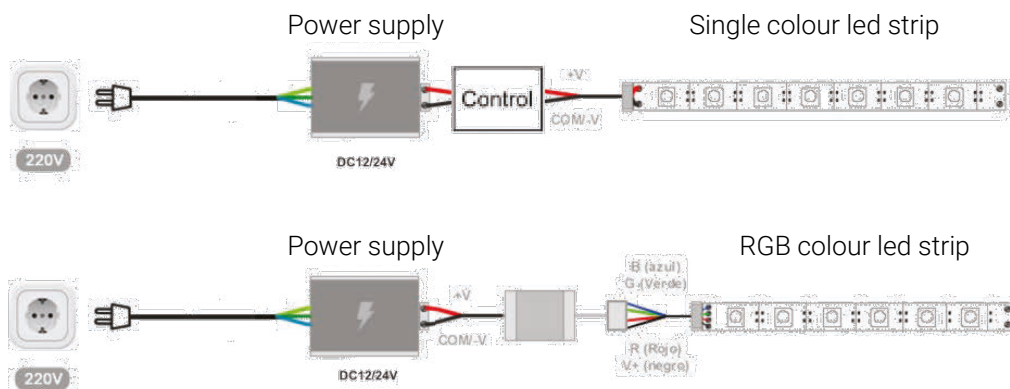 Power supply
Single colour led strip
+V
Control
COM/-V
220V
DC12/24V
Power supply
RGB colour led strip
B (azul)
G (Verde)
+V
COM/-V
R (Rojo)
V+ (negro)
220V
DC12/24V